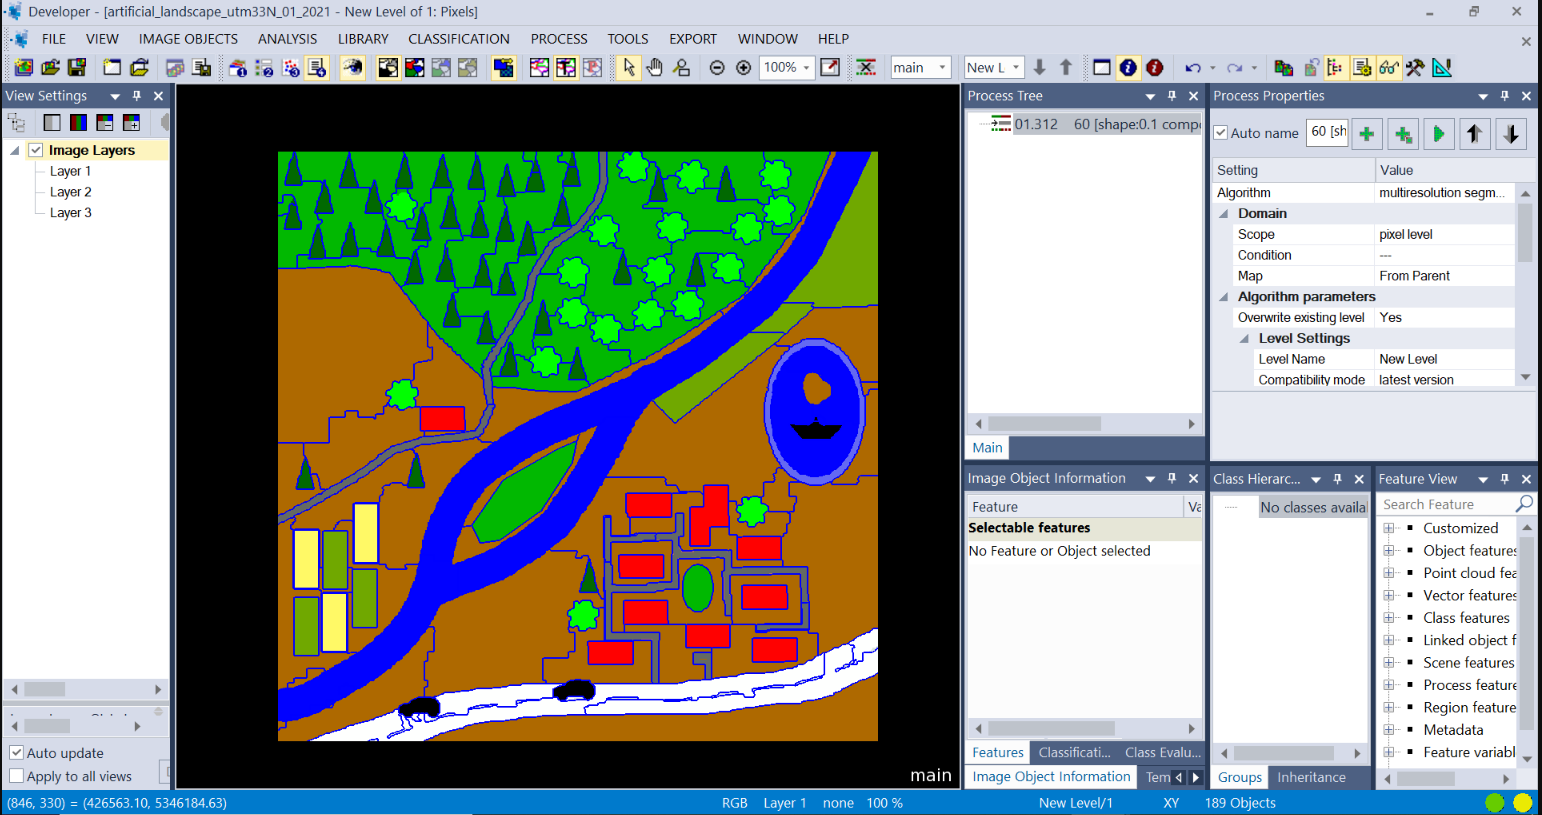 Developer - [artificial_landscape_utm33N_01_2021 - New Level of 1: Pixels]
FILE VIEW IMAGE OBJECTS ANALYSIS LIBRARY CLASSIFICATION PROCESS TOOLS EXPORT WINDOW HELP
100% main New L
View Settings
Image Layers
Layer 1
Layer 2
Layer 3
Auto update
Apply to all views
main
Process Tree
01.312 60 [shape:0.1 compo
Main
Process Properties
Auto name 60 [sh
Setting Value
Algorithm multiresolution segm...
Domain
Scope pixel level
Condition ---
Map From Parent
Algorithm parameters
Overwrite existing level Yes
Level Settings
Level Name New Level
Compatibility mode latest version
Image Object Information
Feature Va
Selectable features
No Feature or Object selected
Features Classificati... Class Evalu...
Image Object Information Tem
Class Hierarc...
No classes availa
Groups Inheritance
Feature View
Search Feature
Customized
Object features
Point cloud fea
Vector features
Class features
Linked object f
Scene features
Process feature
Region feature
Metadata
Feature variabl
(846, 330) = (426563.10, 5346184.63) RGB Layer 1 none 100 % New Level/1 XY 189 Objects